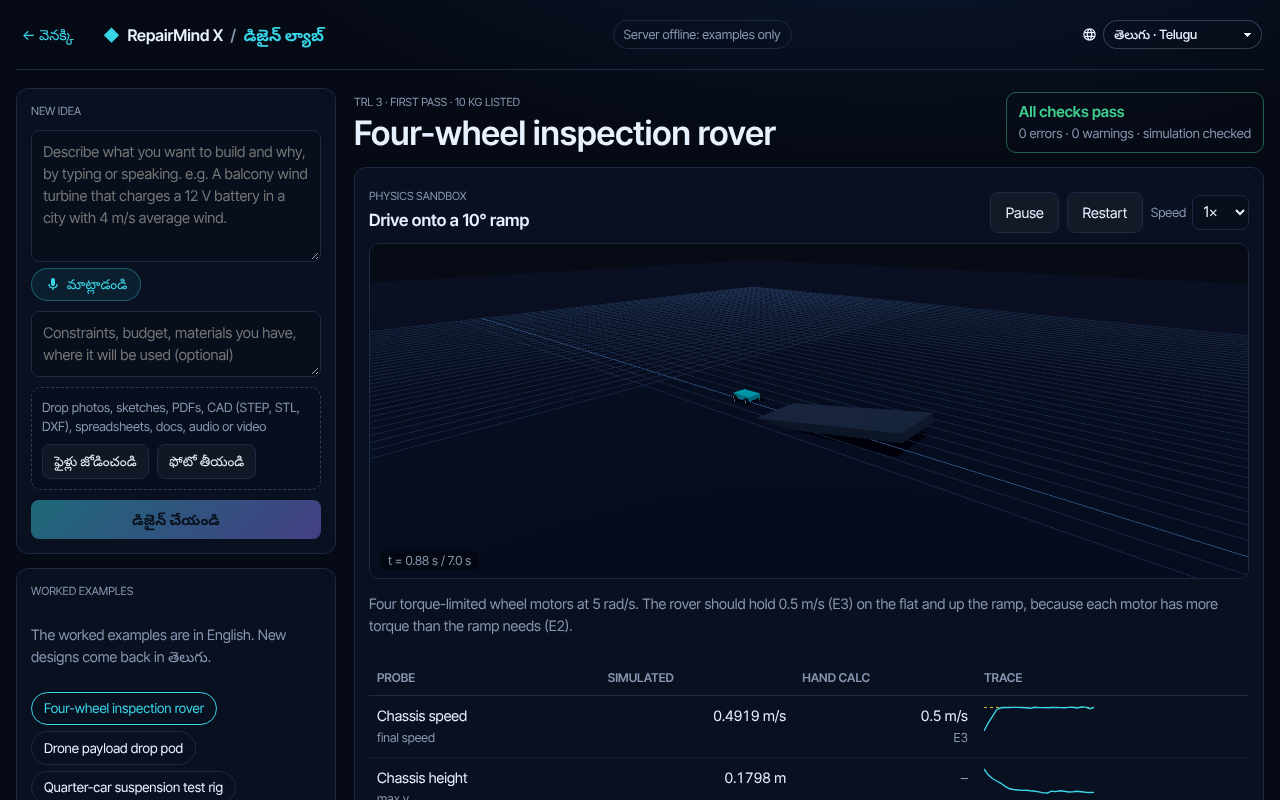 ← వెనక్కి
RepairMind X / డిజైన్ ల్యాబ్
Server offline: examples only
తెలుగు · Telugu
NEW IDEA
Describe what you want to build and why,
by typing or speaking. e.g. A balcony wind
turbine that charges a 12 V battery in a
city with 4 m/s average wind.
మాట్లాడండి
Constraints, budget, materials you have,
where it will be used (optional)
Drop photos, sketches, PDFs, CAD (STEP, STL,
DXF), spreadsheets, docs, audio or video
ఫైళ్లు జోడించండి
ఫోటో తీయండి
డిజైన్ చేయండి
WORKED EXAMPLES
The worked examples are in English. New
designs come back in తెలుగు.
Four-wheel inspection rover
Drone payload drop pod
Quarter-car suspension test rig
TRL 3 · FIRST PASS · 10 KG LISTED
Four-wheel inspection rover
All checks pass
0 errors · 0 warnings · simulation checked
PHYSICS SANDBOX
Drive onto a 10° ramp
Pause
Restart
Speed
1×
t = 0.88 s / 7.0 s
Four torque-limited wheel motors at 5 rad/s. The rover should hold 0.5 m/s (E3) on the flat and up the ramp, because each motor has more
torque than the ramp needs (E2).
PROBE SIMULATED HAND CALC TRACE
Chassis speed 0.4919 m/s 0.5 m/s
final speed E3
Chassis height 0.1798 m –
max y